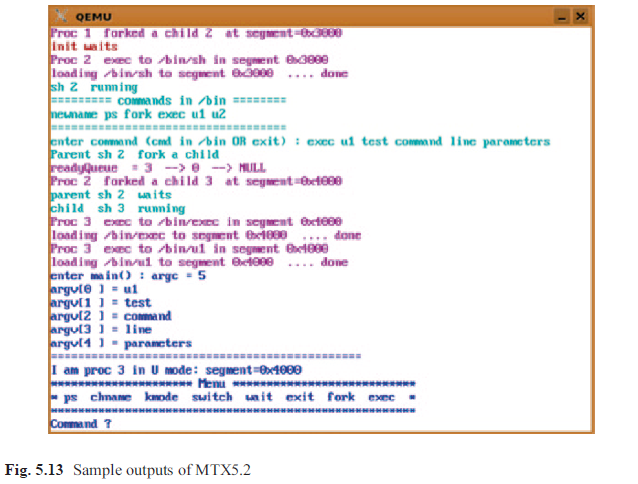 QEMU
Proc 1 forked a child 2 at segment=0x3000
init waits
Proc 2 exec to /bin/sh in segment 0x3000
loading /bin/sh to segment 0x3000 .... done
sh 2 running
========= commands in /bin ========
newname ps fork exec u1 u2
===================================
enter command (cmd in /bin OR exit) : exec u1 test command line parameters
Parent sh 2 fork a child
readyQueue = 3 --> 0 --> NULL
Proc 2 forked a child 3 at segment=0x4000
parent sh 2 waits
child sh 3 running
Proc 3 exec to /bin/exec in segment 0x4000
loading /bin/exec to segment 0x4000 .... done
Proc 3 exec to /bin/u1 in segment 0x4000
loading /bin/u1 to segment 0x4000 .... done
enter main() : argc = 5
argv[0 ] = u1
argv[1 ] = test
argv[2 ] = command
argv[3 ] = line
argv[4 ] = parameters
==============================================
I am proc 3 in U mode: segment=0x4000
********************* Menu ***************************
* ps chname kmode switch wait exit fork exec *
******************************************************
Command ?
Fig. 5.13 Sample outputs of MTX5.2